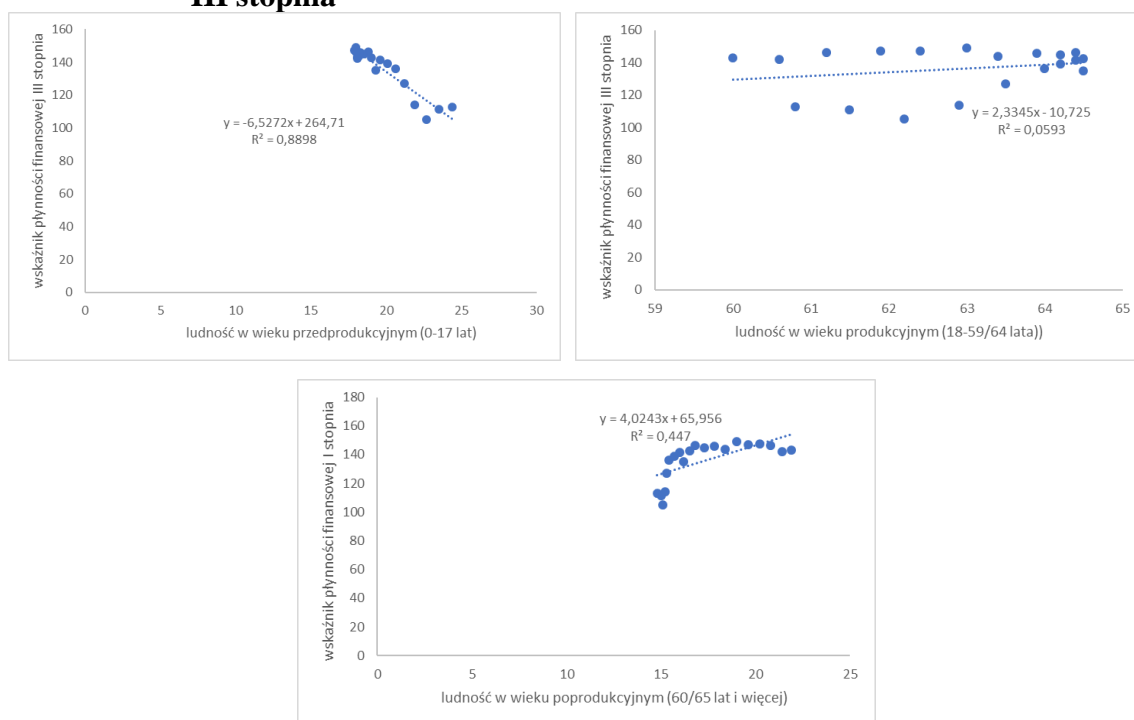 III stopnia
160
140
120
100
80
60
40
20
0
wskaźnik płynności finansowej III stopnia
y = -6,5272x + 264,71
R² = 0,8898
0 5 10 15 20 25 30
ludność w wieku przedprodukcyjnym (0-17 lat)
160
140
120
100
80
60
40
20
0
wskaźnik płynności finansowej III stopnia
y = 2,3345x - 10,725
R² = 0,0593
59 60 61 62 63 64 65
ludność w wieku produkcyjnym (18-59/64 lata))
180
160
140
120
100
80
60
40
20
0
wskaźnik płynności finansowej I stopnia
y = 4,0243x + 65,956
R² = 0,447
0 5 10 15 20 25
ludność w wieku poprodukcyjnym (60/65 lat i więcej)